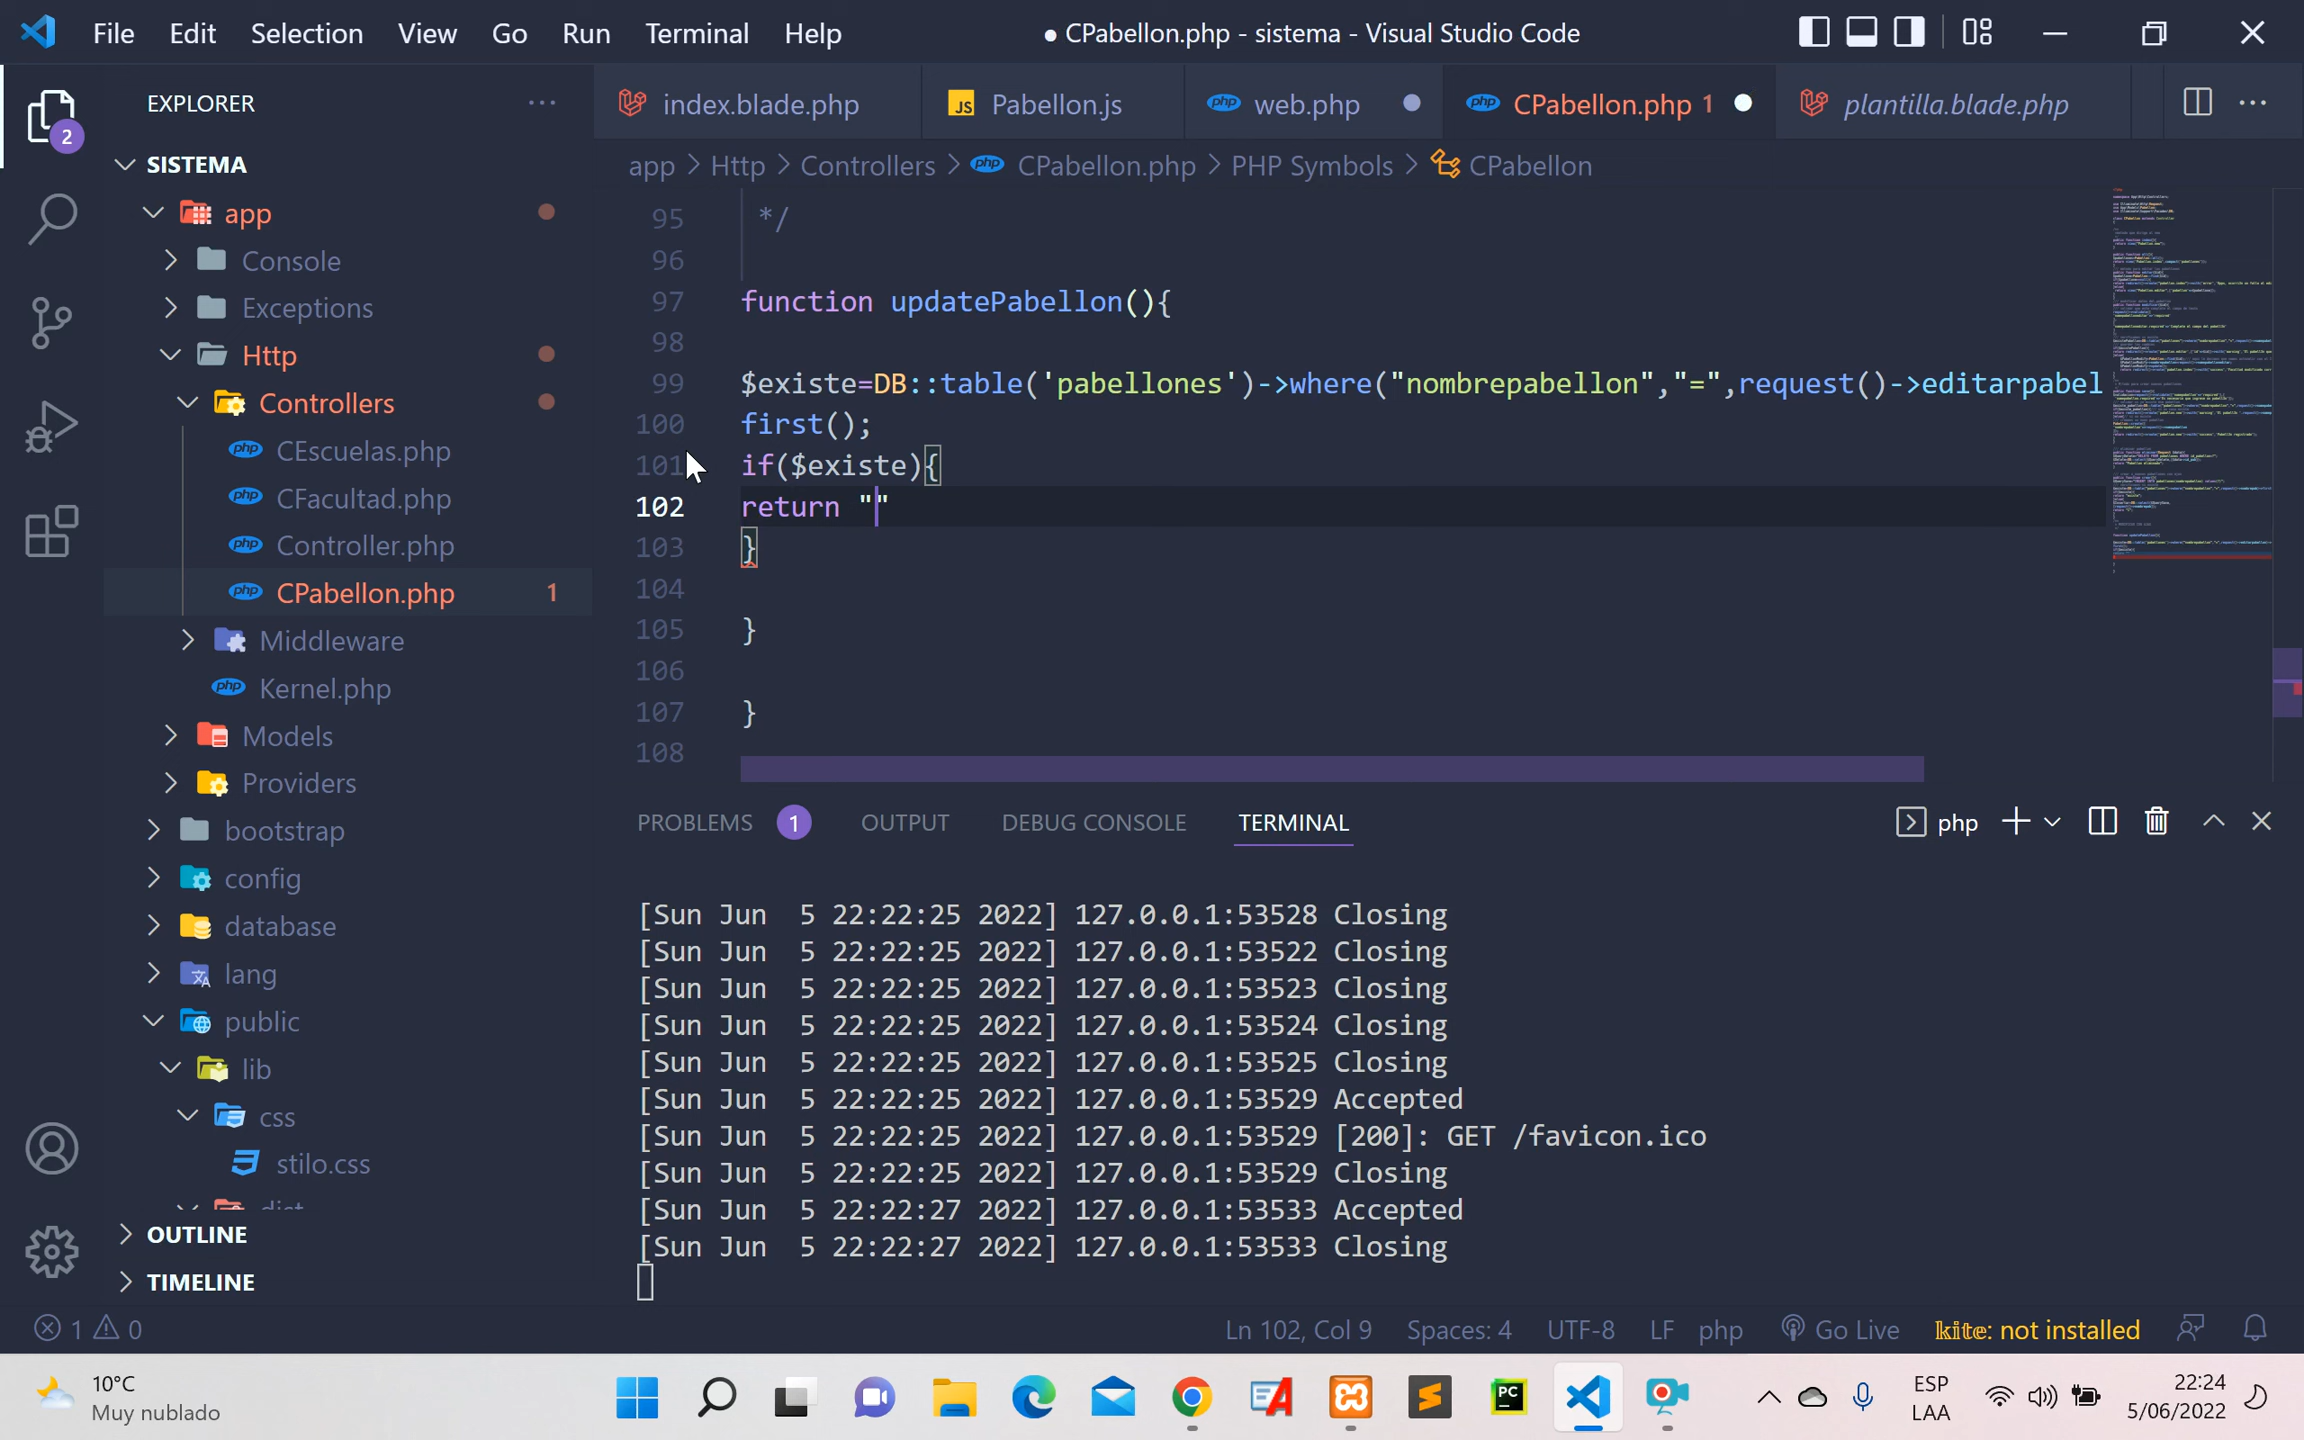 File Edit Selection View Go Run Terminal Help
● CPabellon.php - sistema - Visual Studio Code
EXPLORER
2
SISTEMA
app
Console
Exceptions
Http
Controllers
CEscuelas.php
CFacultad.php
Controller.php
CPabellon.php 1
Middleware
Kernel.php
Models
Providers
bootstrap
config
database
lang
public
lib
css
stilo.css
dist
OUTLINE
TIMELINE
index.blade.php
JS Pabellon.js
php web.php
php CPabellon.php 1
plantilla.blade.php
app > Http > Controllers > php CPabellon.php > PHP Symbols > CPabellon
95 */
96
97 function updatePabellon(){
98
99 $existe=DB::table('pabellones')->where("nombrepabellon","=",request()->editarpabel
100 first();
101 if($existe){
102 return ""
103 }
104
105 }
106
107 }
108
PROBLEMS 1 OUTPUT DEBUG CONSOLE TERMINAL
php
[Sun Jun  5 22:22:25 2022] 127.0.0.1:53528 Closing
[Sun Jun  5 22:22:25 2022] 127.0.0.1:53522 Closing
[Sun Jun  5 22:22:25 2022] 127.0.0.1:53523 Closing
[Sun Jun  5 22:22:25 2022] 127.0.0.1:53524 Closing
[Sun Jun  5 22:22:25 2022] 127.0.0.1:53525 Closing
[Sun Jun  5 22:22:25 2022] 127.0.0.1:53529 Accepted
[Sun Jun  5 22:22:25 2022] 127.0.0.1:53529 [200]: GET /favicon.ico
[Sun Jun  5 22:22:25 2022] 127.0.0.1:53529 Closing
[Sun Jun  5 22:22:27 2022] 127.0.0.1:53533 Accepted
[Sun Jun  5 22:22:27 2022] 127.0.0.1:53533 Closing
1 0
Ln 102, Col 9 Spaces: 4 UTF-8 LF php Go Live kite: not installed
10°C
Muy nublado
PC
ESP
LAA
22:24
5/06/2022